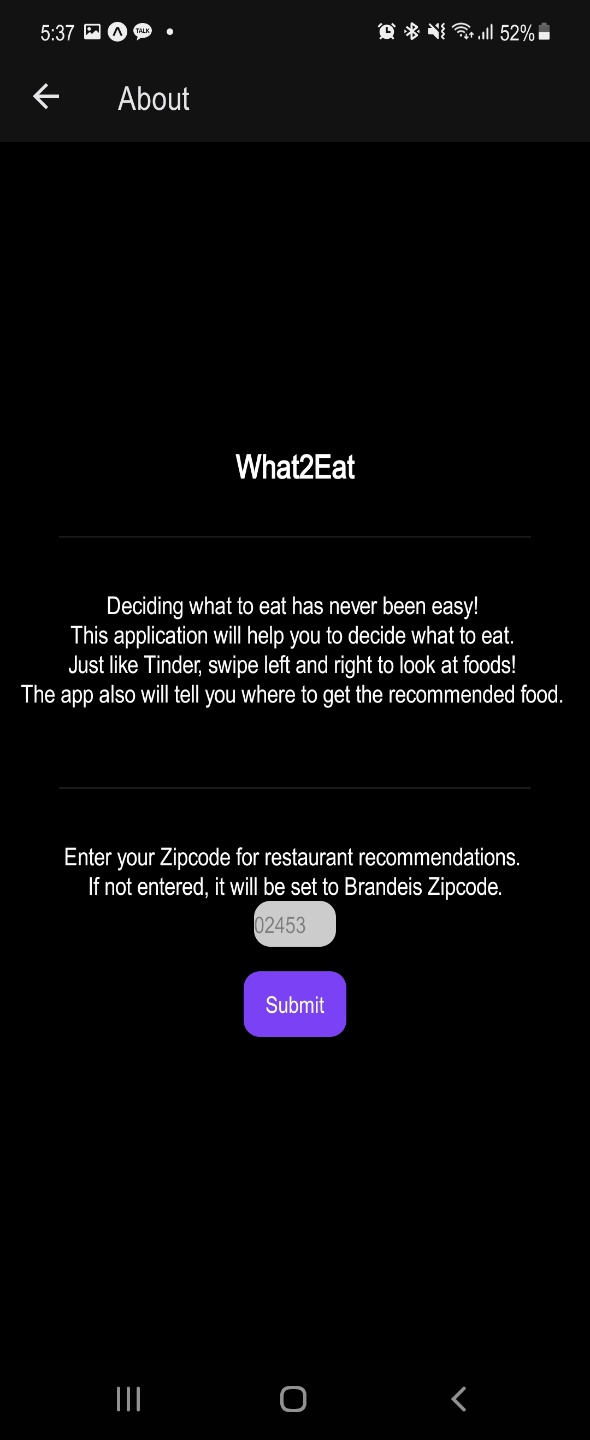 5:37 TALK 52%
About
What2Eat
Deciding what to eat has never been easy!
This application will help you to decide what to eat.
Just like Tinder, swipe left and right to look at foods!
The app also will tell you where to get the recommended food.
Enter your Zipcode for restaurant recommendations.
If not entered, it will be set to Brandeis Zipcode.
02453
Submit